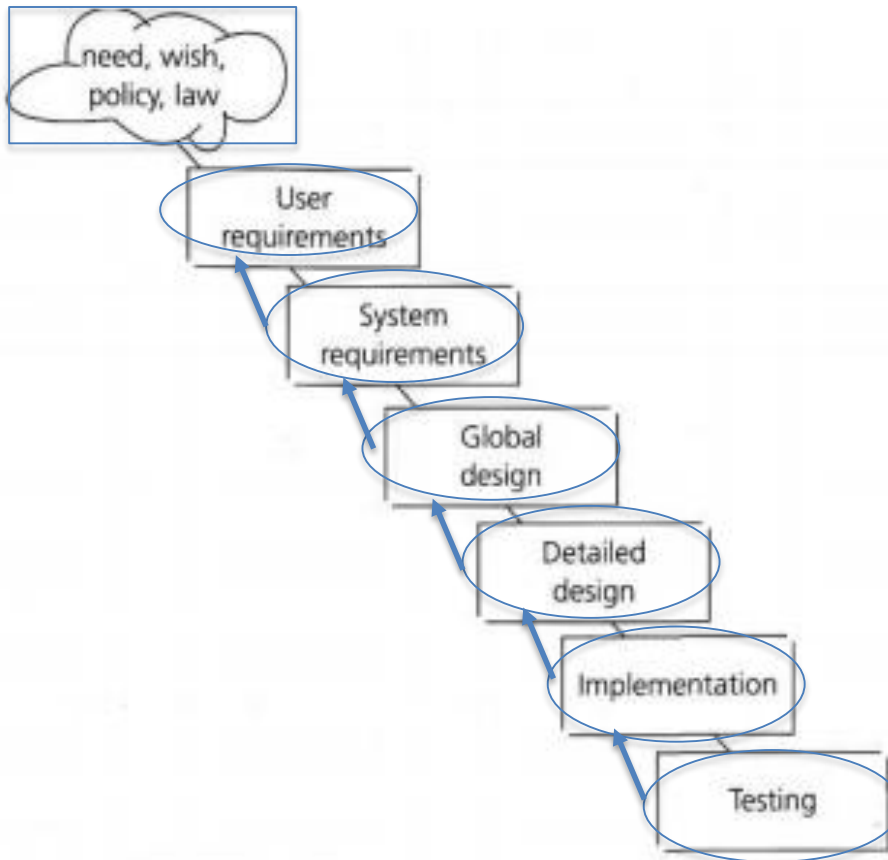 need, wish,
policy, law
User
requirements
System
requirements
Global
design
Detailed
design
Implementation
Testing